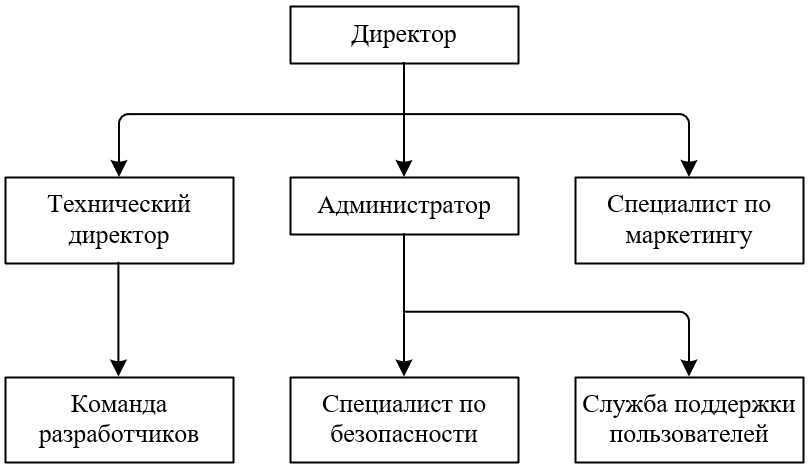 Директор
Технический
директор
Администратор
Специалист по
маркетингу
Команда
разработчиков
Специалист по
безопасности
Служба поддержки
пользователей